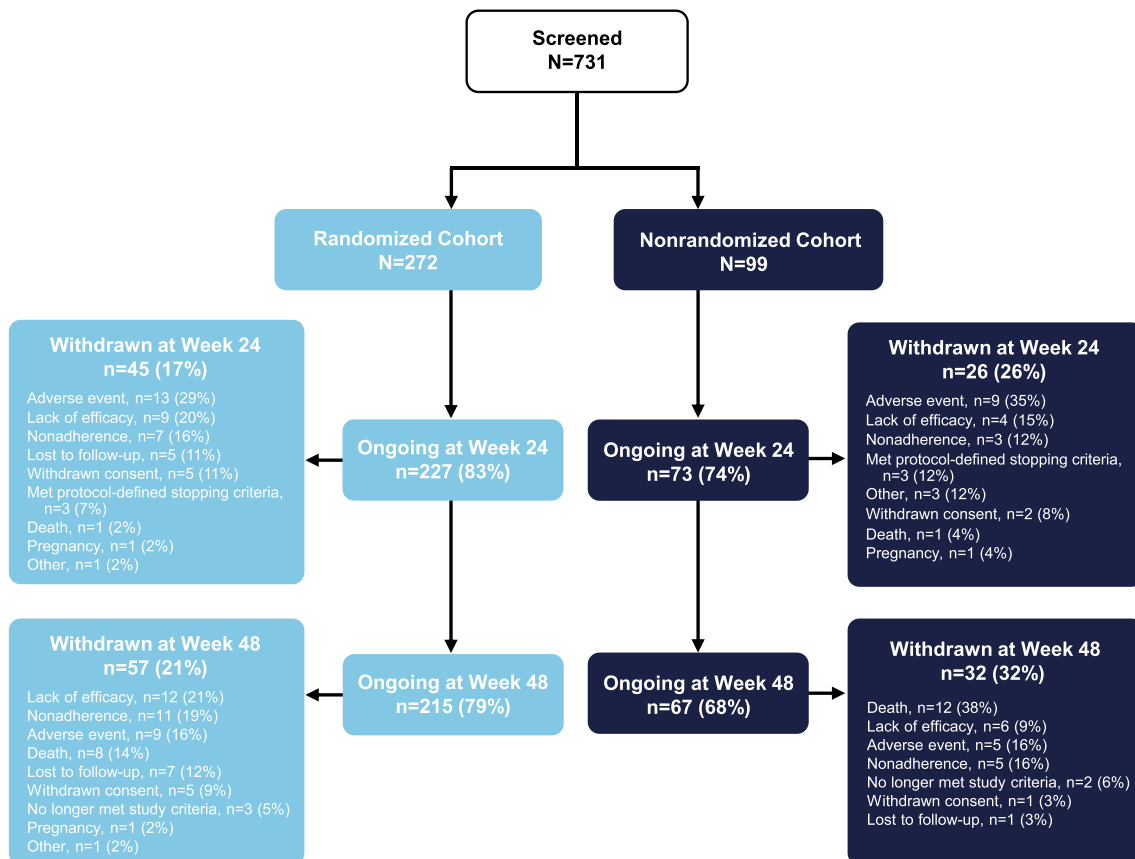 Screened
N=731
Randomized Cohort
N=272
Nonrandomized Cohort
N=99
Withdrawn at Week 24
n=45 (17%)
Adverse event, n=13 (29%)
Lack of efficacy, n=9 (20%)
Nonadherence, n=7 (16%)
Lost to follow-up, n=5 (11%)
Withdrawn consent, n=5 (11%)
Met protocol-defined stopping criteria,
n=3 (7%)
Death, n=1 (2%)
Pregnancy, n=1 (2%)
Other, n=1 (2%)
Ongoing at Week 24
n=227 (83%)
Ongoing at Week 24
n=73 (74%)
Withdrawn at Week 24
n=26 (26%)
Adverse event, n=9 (35%)
Lack of efficacy, n=4 (15%)
Nonadherence, n=3 (12%)
Met protocol-defined stopping criteria,
n=3 (12%)
Other, n=3 (12%)
Withdrawn consent, n=2 (8%)
Death, n=1 (4%)
Pregnancy, n=1 (4%)
Withdrawn at Week 48
n=57 (21%)
Lack of efficacy, n=12 (21%)
Nonadherence, n=11 (19%)
Adverse event, n=9 (16%)
Death, n=8 (14%)
Lost to follow-up, n=7 (12%)
Withdrawn consent, n=5 (9%)
No longer met study criteria, n=3 (5%)
Pregnancy, n=1 (2%)
Other, n=1 (2%)
Ongoing at Week 48
n=215 (79%)
Ongoing at Week 48
n=67 (68%)
Withdrawn at Week 48
n=32 (32%)
Death, n=12 (38%)
Lack of efficacy, n=6 (9%)
Adverse event, n=5 (16%)
Nonadherence, n=5 (16%)
No longer met study criteria, n=2 (6%)
Withdrawn consent, n=1 (3%)
Lost to follow-up, n=1 (3%)